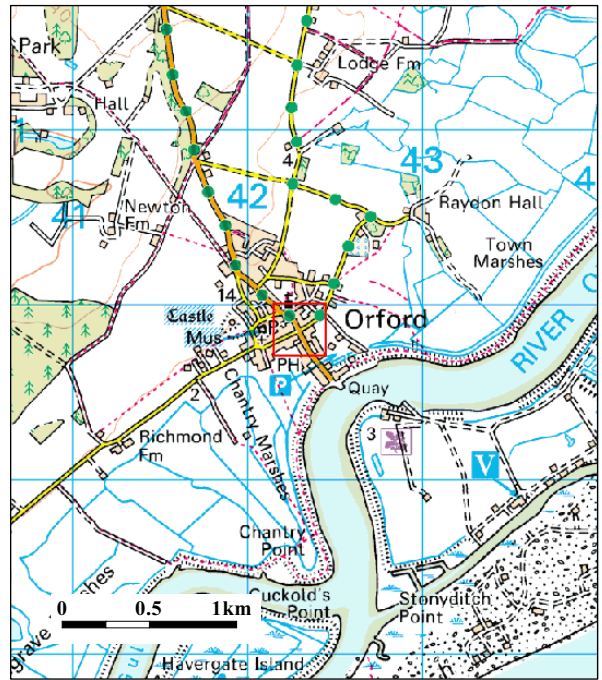 Park
Hall
Lodge Fm
4
43
42
41
4
Newton
Fm
Raydon Hall
Town
Marshes
14
Castle
Mus
P
Orford
RIVER O
PH
P
Quay
2
Chantry Marshes
3
Richmond
Fm
V
Chantry
Point
Cuckold's
Point
Stonyditch
Point
0 0.5 1km
Havergate Island
Gul